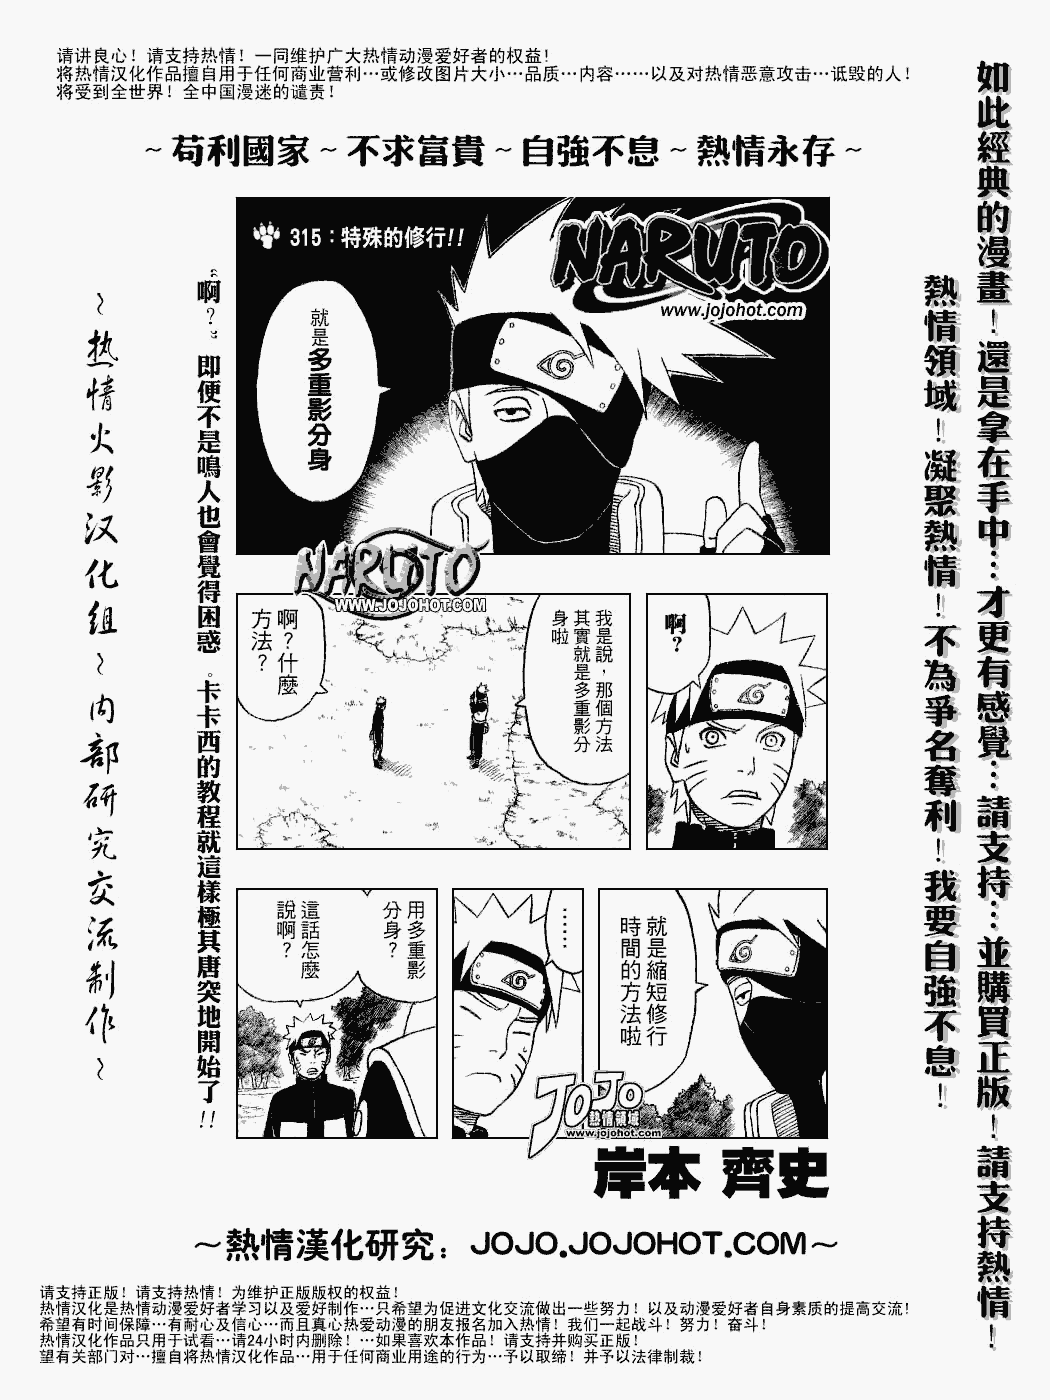 请讲良心！请支持热情！一同维护广大热情动漫爱好者的权益！
将热情汉化作品擅自用于任何商业营利…或修改图片大小…品质…内容……以及对热情恶意攻击…诋毁的人！
将受到全世界！全中国漫迷的谴责！
~苟利國家~不求富貴~自強不息~熱情永存~
如此經典的漫畫！還是拿在手中…才更有感覺…請支持…並購買正版！請支持熱情！
熱情領域！凝聚熱情！不為爭名奪利！我要自強不息！
315：特殊的修行!!
NARUTO
www.jojohot.com
就是多重影分身
“啊？”即便不是鳴人也會覺得困惑。卡卡西的教程就這樣極其唐突地開始了!!
~热情火影汉化组~内部研究交流制作~
NARUTO
WWW.JOJOHOT.COM
啊？
我是說，那個方法
其實就是多重影分
身啦
啊？什麼
方法？
就是縮短修行
時間的方法啦
……
用多重影
分身？
這話怎麼
說啊？
JOJO
熱情領域
www.jojohot.com
岸本 齊史
~熱情漢化研究：JOJO.JOJOHOT.COM~
请支持正版！请支持热情！为维护正版版权的权益！
热情汉化是热情动漫爱好者学习以及爱好制作…只希望为促进文化交流做出一些努力！以及动漫爱好者自身素质的提高交流！
希望有时间保障…有耐心及信心…而且真心热爱动漫的朋友报名加入热情！我们一起战斗！努力！奋斗！
热情汉化作品只用于试看…请24小时内删除！…如果喜欢本作品！请支持并购买正版！
望有关部门对…擅自将热情汉化作品…用于任何商业用途的行为…予以取缔！并予以法律制裁！